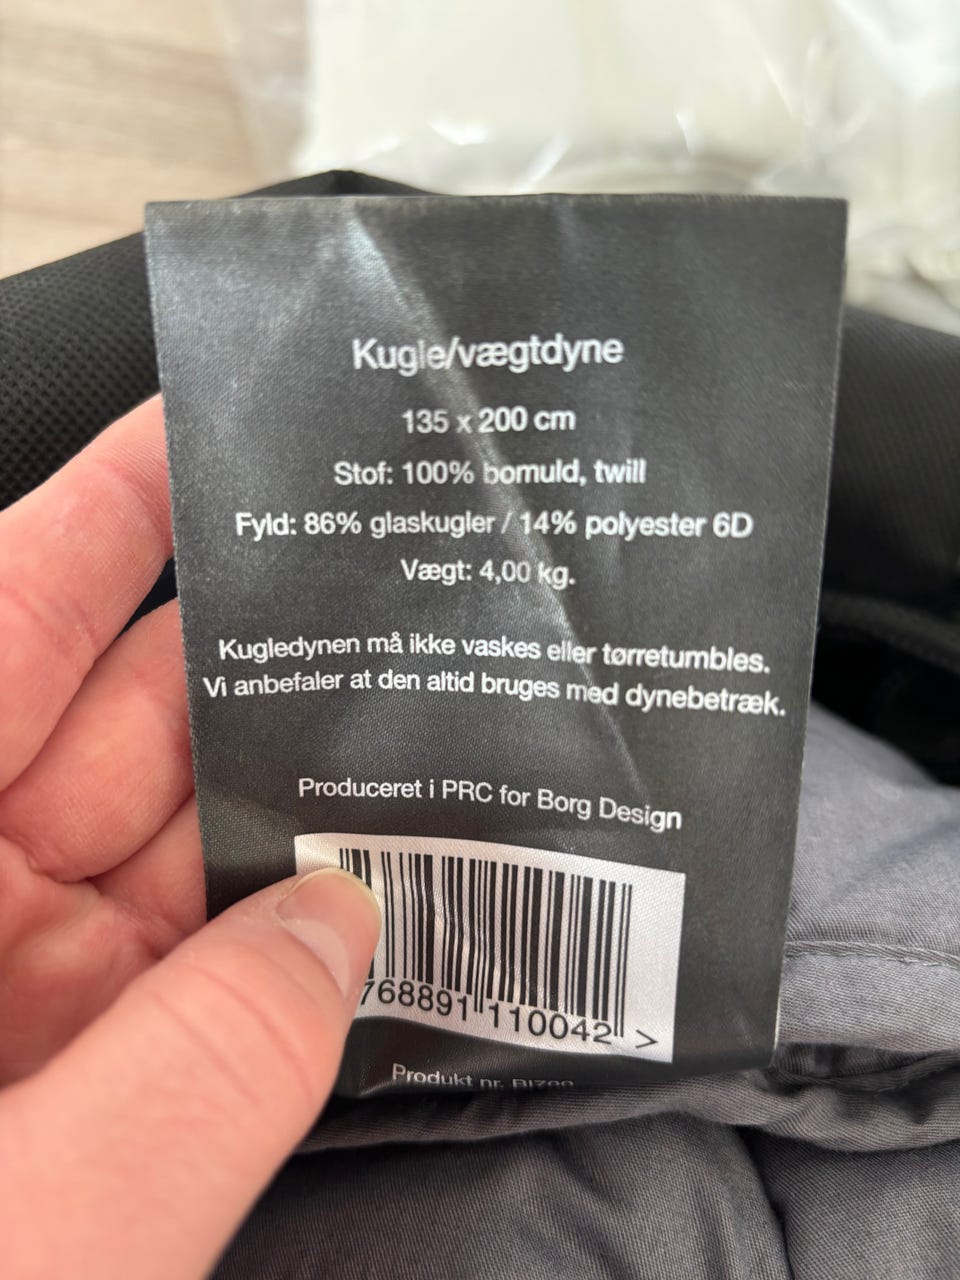 Kugle/vægtdyne
135 x 200 cm
Stof: 100% bomuld, twill
Fyld: 86% glaskugler / 14% polyester 6D
Vægt: 4,00 kg.
Kugledynen må ikke vaskes eller tørretumbles.
Vi anbefaler at den altid bruges med dynebetræk.
Produceret i PRC for Borg Design
768891 110042 >
Produkt nr.